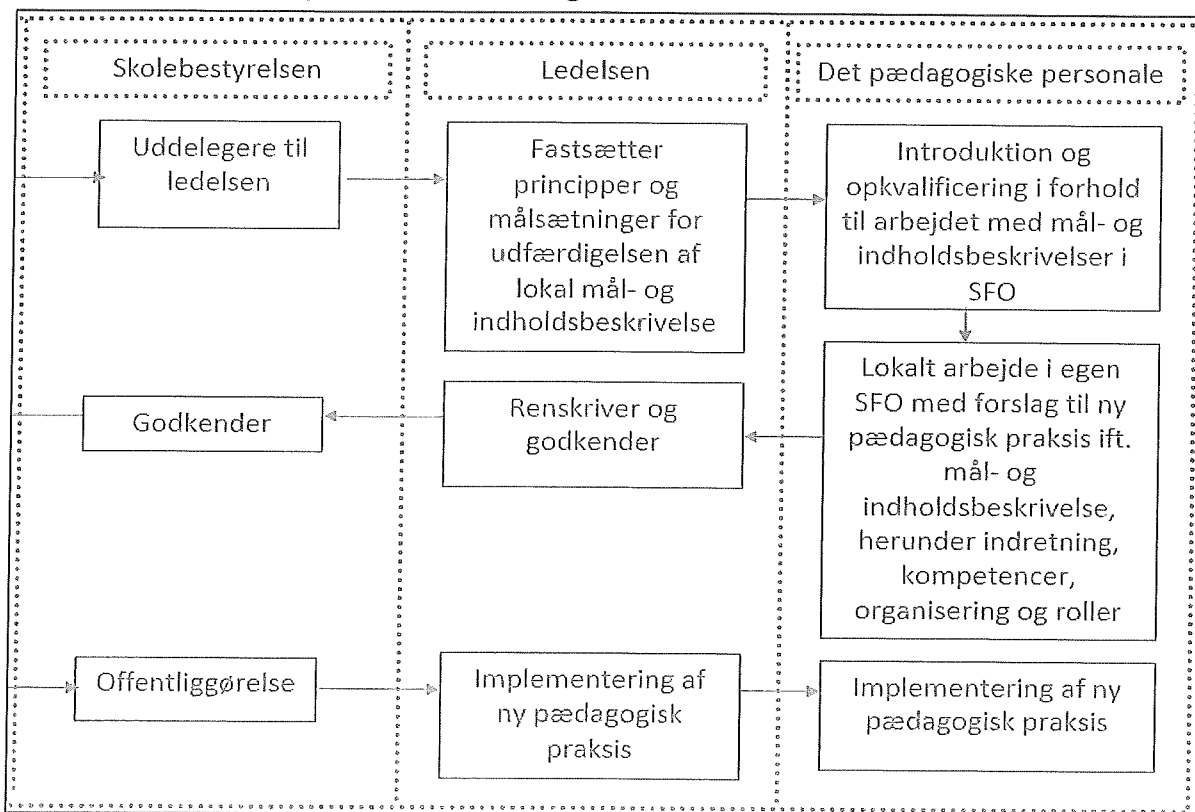 Skolebestyrelsen
Ledelsen
Det pædagogiske personale
Uddelegere til
ledelsen
Fastsætter
principper og
målsætninger for
udfærdigelsen af
lokal mål- og
indholdsbeskrivelse
Introduktion og
opkvalificering i forhold
til arbejdet med mål- og
indholdsbeskrivelser i
SFO
Lokalt arbejde i egen
SFO med forslag til ny
pædagogisk praksis ift.
mål- og
indholdsbeskrivelse,
herunder indretning,
kompetencer,
organisering og roller
Renskriver og
godkender
Godkender
Offentliggørelse
Implementering af
ny pædagogisk
praksis
Implementering af ny
pædagogisk praksis